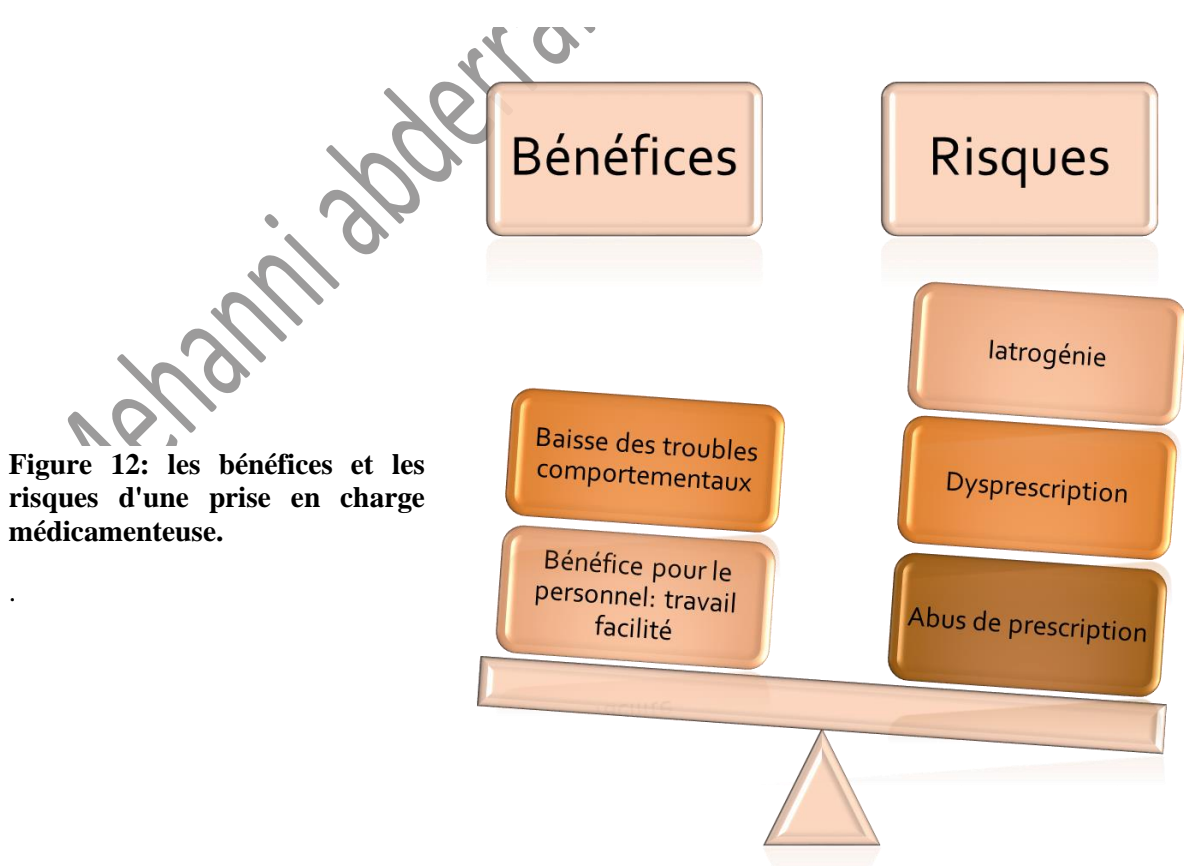 Mehanni
Bénéfices
Risques
Iatrogénie
Baisse des troubles
comportementaux
Dysprescription
Figure 12: les bénéfices et les
risques d'une prise en charge
médicamenteuse.
.
Bénéfice pour le
personnel: travail
facilité
Abus de prescription